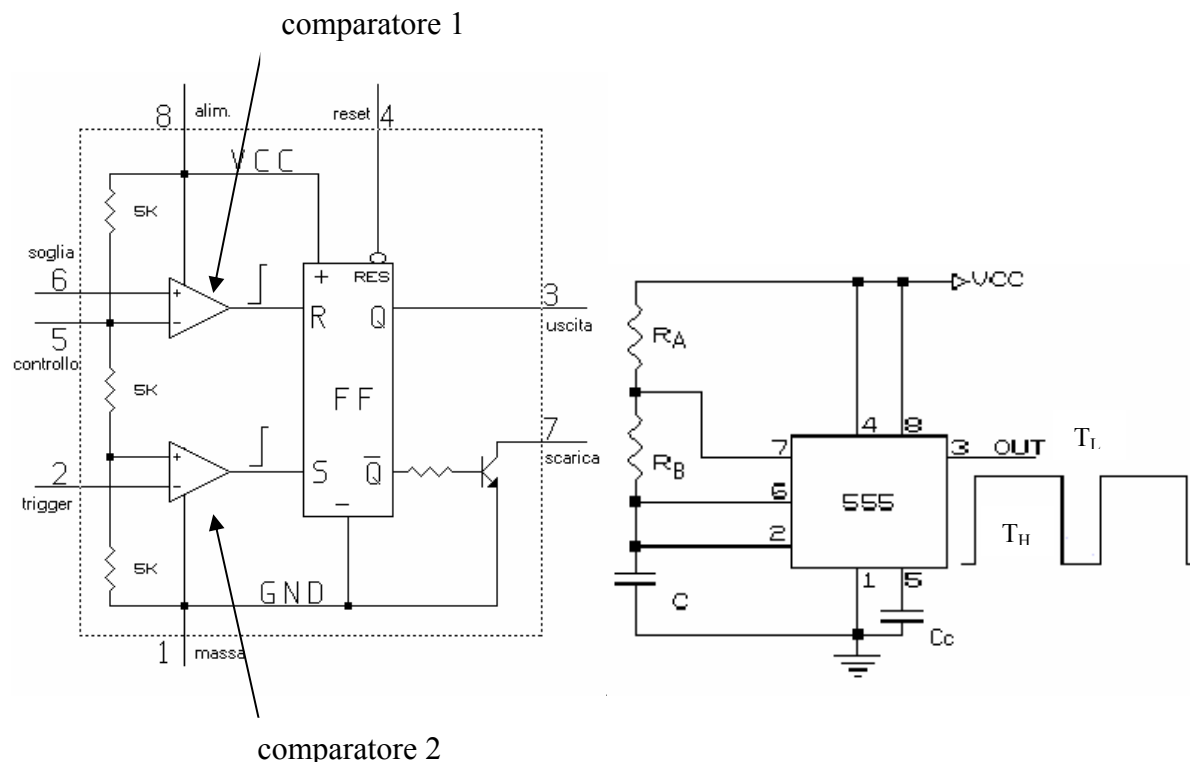 comparatore 1
8 alim.
reset 4
VCC
5K
soglia
6
+
-
+
RES
R Q
3
uscita
5
controllo
5K
FF
7
scarica
2
trigger
+
-
S Q
-
5K
GND
1 massa
comparatore 2
VCC
RA
4 8
7
3 OUT
TL
RB
6
555
2
TH
1 5
C
Cc